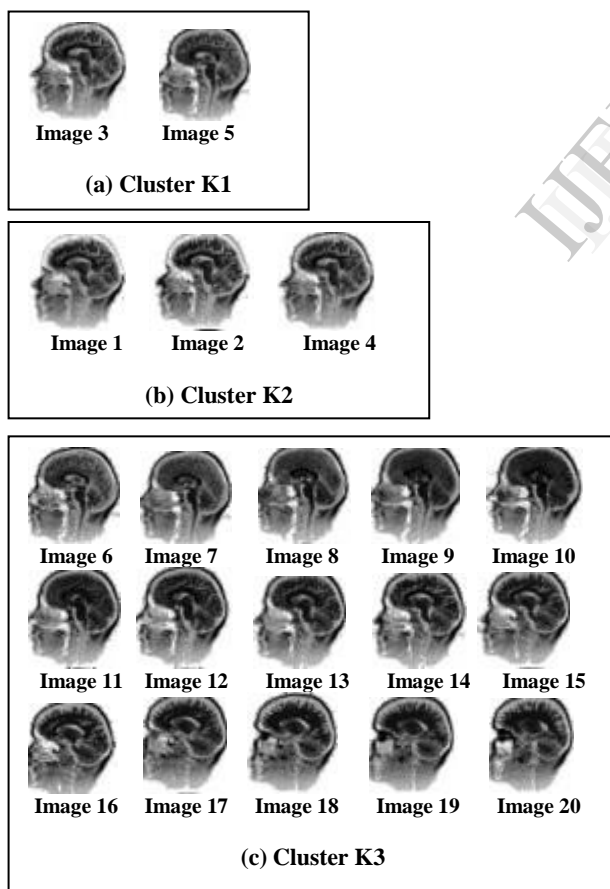 Image 3 Image 5
(a) Cluster K1
Image 1 Image 2 Image 4
(b) Cluster K2
Image 6 Image 7 Image 8 Image 9 Image 10
Image 11 Image 12 Image 13 Image 14 Image 15
Image 16 Image 17 Image 18 Image 19 Image 20
(c) Cluster K3